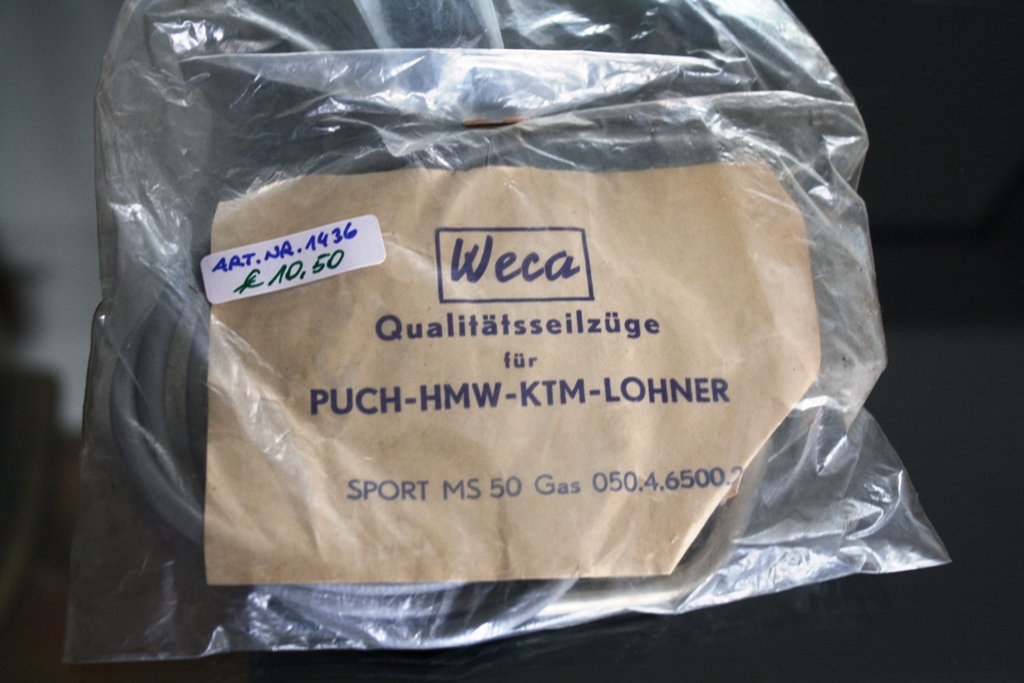 ART.NR.1436
€ 10,50
Weca
Qualitätsseilzüge
für
PUCH-HMW-KTM-LOHNER
SPORT MS 50 Gas 050.4.6500.2